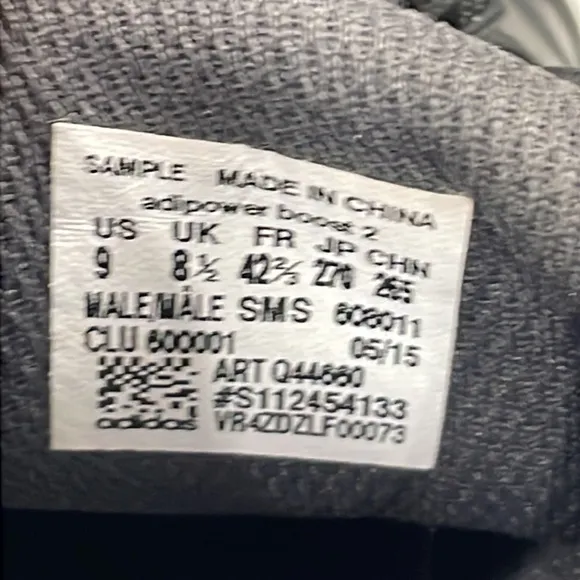 SAMPLE MADE IN CHINA
adipower boost 2
US UK FR JP CHN
9 8½ 42⅔ 270 265
MALE/MÂLE SMS 608011
CLU 600001 05/15
ART Q44660
#S112454133
VR4ZDZLF00073
adidas